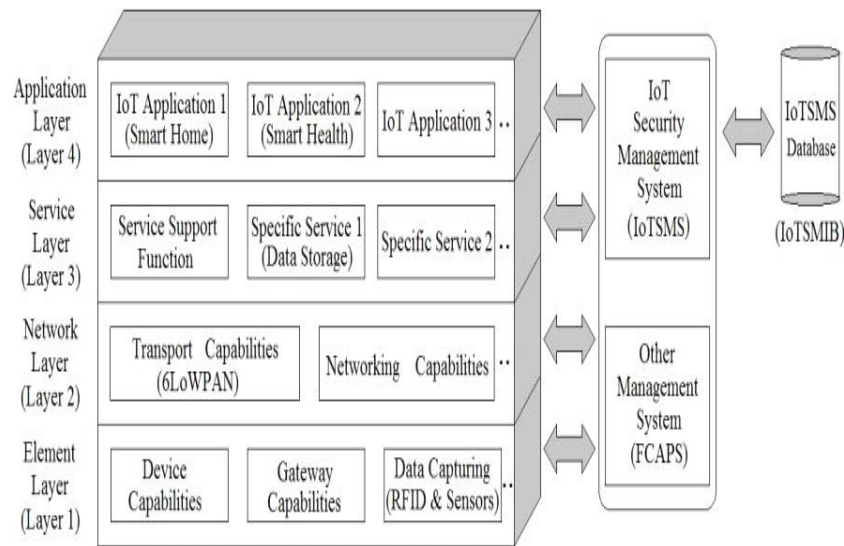 Application
Layer
(Layer 4)
IoT Application 1
(Smart Home)
IoT Application 2
(Smart Health)
IoT Application 3 ..
Service
Layer
(Layer 3)
Service Support
Function
Specific Service 1
(Data Storage)
Specific Service 2 ..
Network
Layer
(Layer 2)
Transport Capabilities
(6LoWPAN)
Networking Capabilities ..
Element
Layer
(Layer 1)
Device
Capabilities
Gateway
Capabilities
Data Capturing ..
(RFID & Sensors)
IoT
Security
Management
System
(IoTSMS)
Other
Management
System
(FCAPS)
IoTSMS
Database
(IoTSMIB)